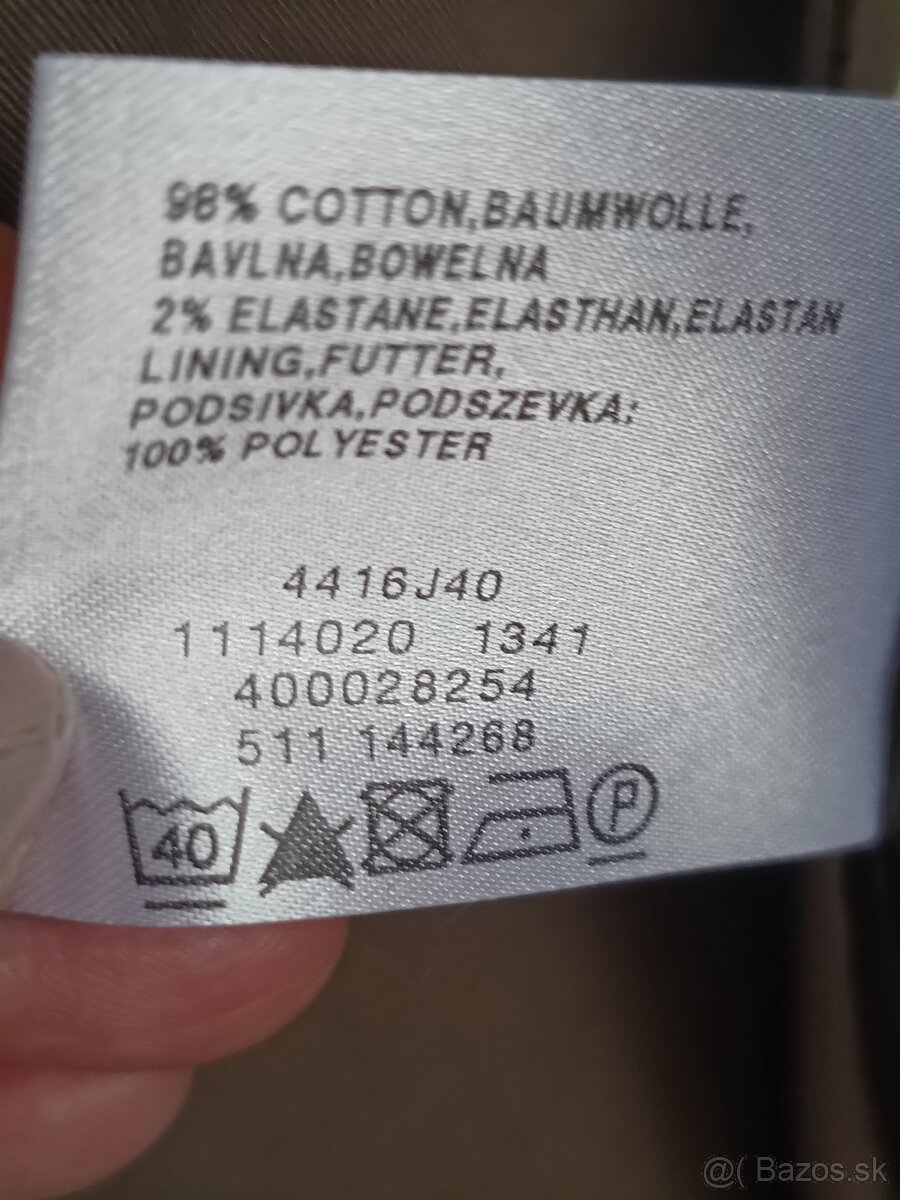 98% COTTON,BAUMWOLLE,
BAVLNA,BOWELNA
2% ELASTANE,ELASTHAN,ELASTAN
LINING,FUTTER,
PODSIVKA,PODSZEVKA;
100% POLYESTER
4416J40
1114020 1341
400028254
511 144268
40 P
@( Bazos.sk